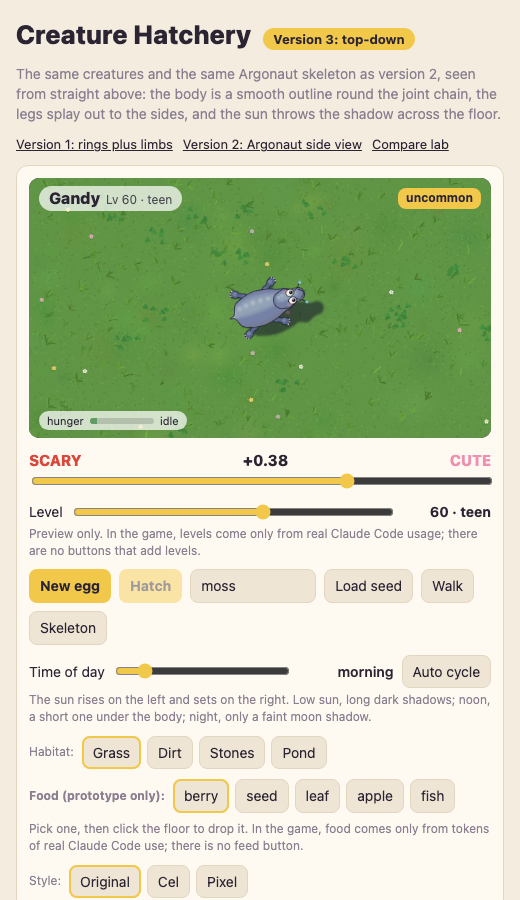 Creature Hatchery Version 3: top-down
The same creatures and the same Argonaut skeleton as version 2, seen
from straight above: the body is a smooth outline round the joint chain, the
legs splay out to the sides, and the sun throws the shadow across the floor.
Version 1: rings plus limbs Version 2: Argonaut side view Compare lab
Gandy Lv 60 · teen uncommon
hunger idle
SCARY +0.38 CUTE
Level 60 · teen
Preview only. In the game, levels come only from real Claude Code usage; there
are no buttons that add levels.
New egg Hatch moss Load seed Walk
Skeleton
Time of day morning Auto cycle
The sun rises on the left and sets on the right. Low sun, long dark shadows; noon,
a short one under the body; night, only a faint moon shadow.
Habitat: Grass Dirt Stones Pond
Food (prototype only): berry seed leaf apple fish
Pick one, then click the floor to drop it. In the game, food comes only from tokens
of real Claude Code use; there is no feed button.
Style: Original Cel Pixel